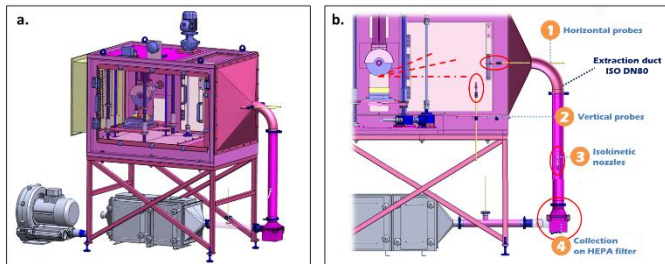 a.
b.
1 Horizontal probes
Extraction duct
ISO DN80
2 Vertical probes
3 Isokinetic
nozzles
4 Collection
on HEPA filter